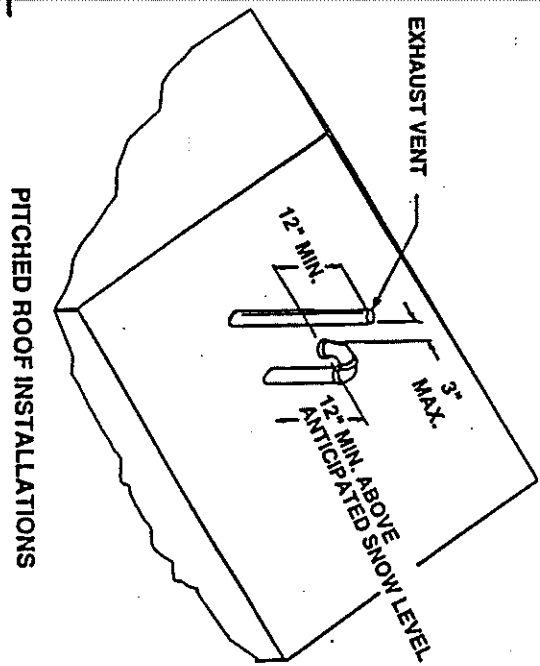 EXHAUST VENT
12" MIN.
3"
MAX.
12" MIN. ABOVE
ANTICIPATED SNOW LEVEL
PITCHED ROOF INSTALLATIONS